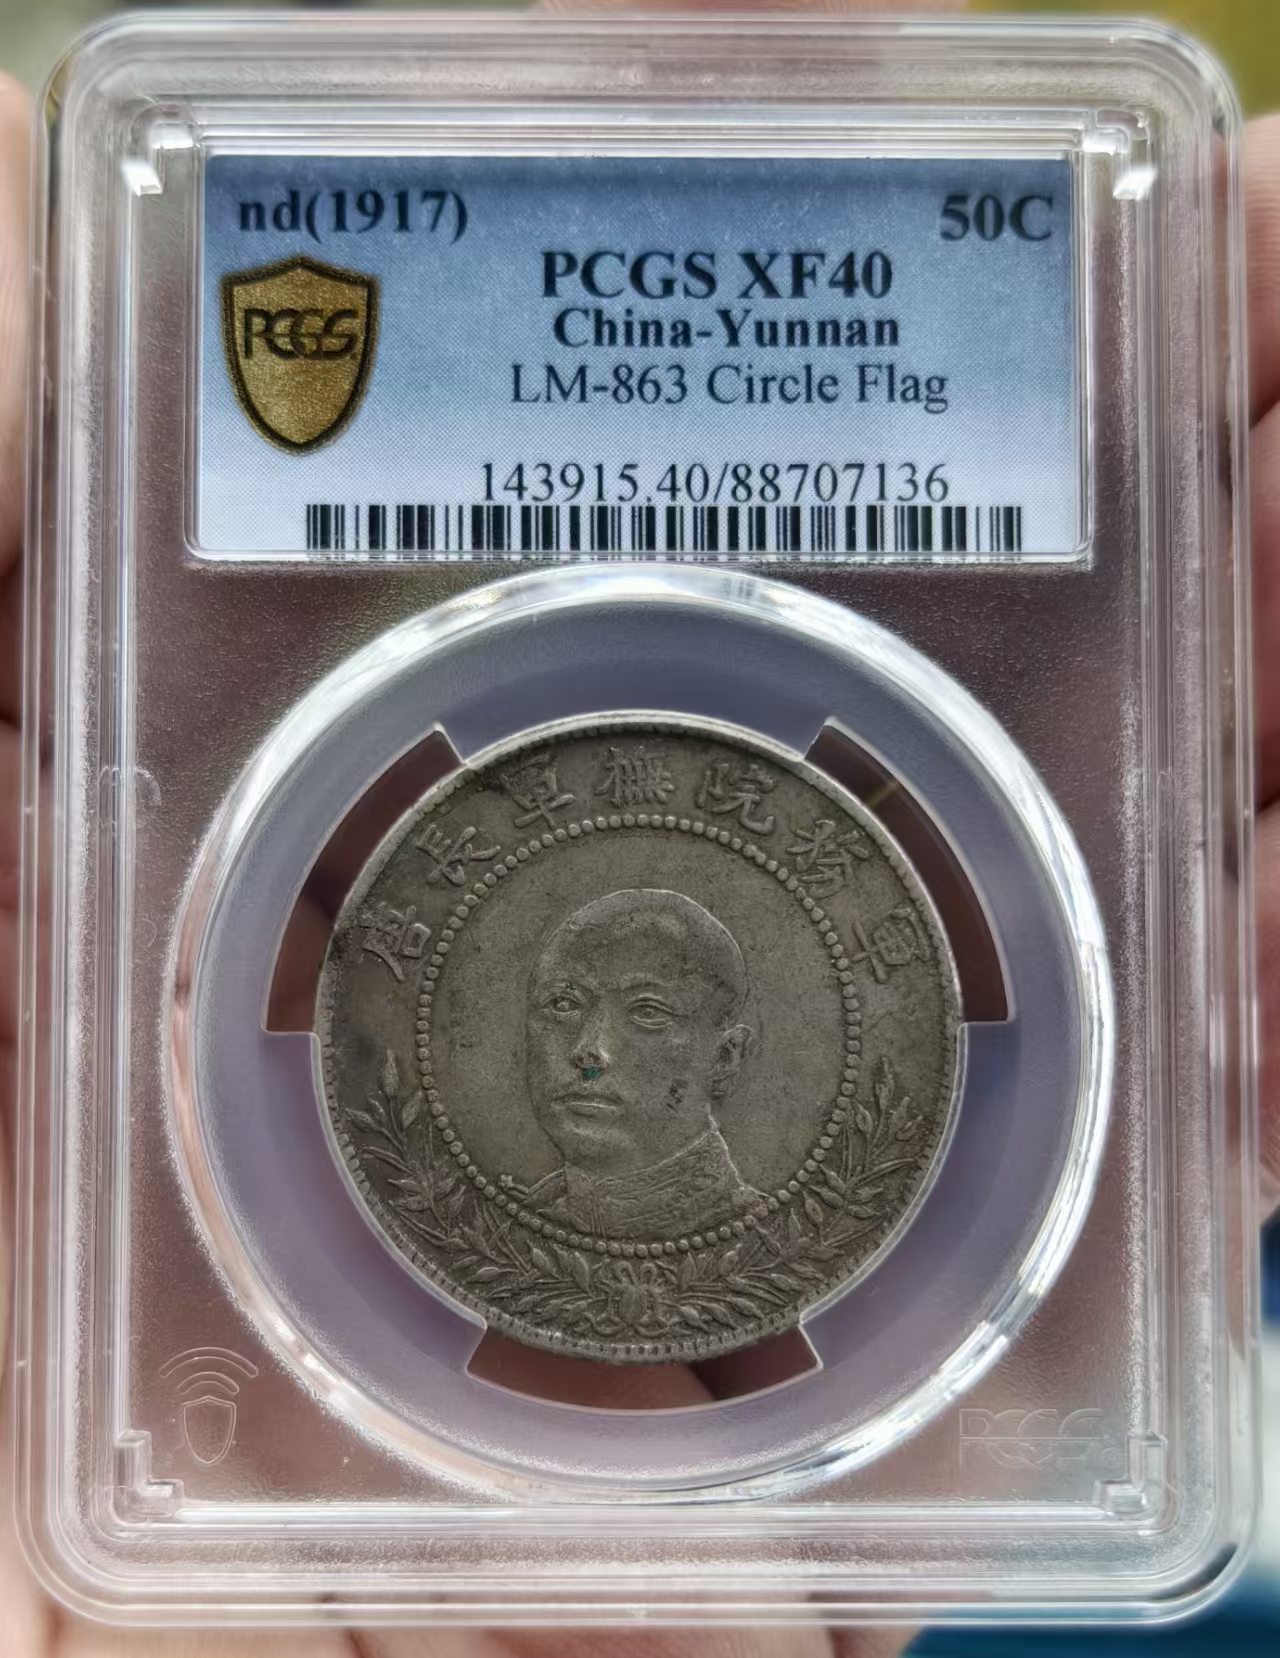 nd(1917) 50C
PCGS XF40
China-Yunnan
PCGS
LM-863 Circle Flag
143915.40/88707136
軍務院撫軍長唐
PCGS